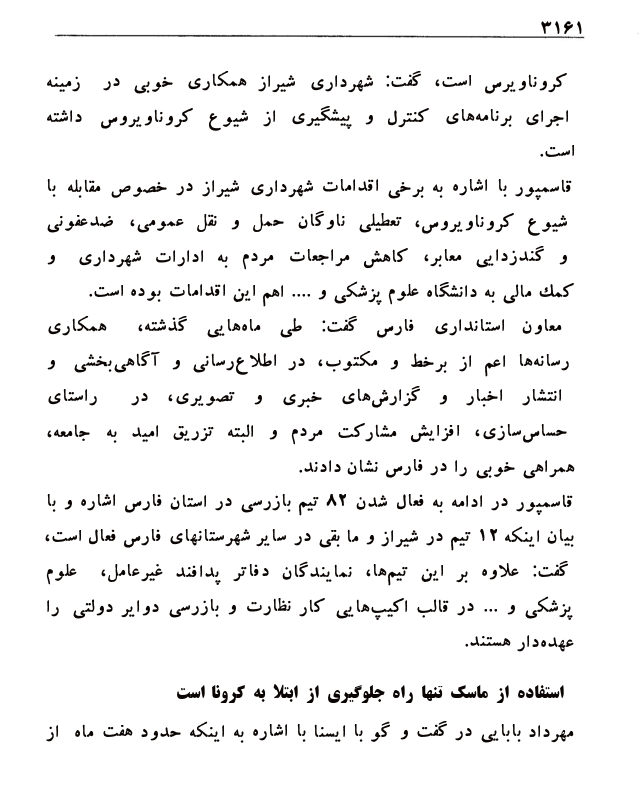 ۳۱۶۱
کروناویرس است، گفت: شهرداری شیراز همکاری خوبی در زمینه
اجرای برنامه‌های کنترل و پیشگیری از شیوع کروناویروس داشته
است.
قاسمپور با اشاره به برخی اقدامات شهرداری شیراز در خصوص مقابله با
شیوع کروناویروس، تعطیلی ناوگان حمل و نقل عمومی، ضدعفونی
و گندزدایی معابر، کاهش مراجعات مردم به ادارات شهرداری و
کمک مالی به دانشگاه علوم پزشکی و .... اهم این اقدامات بوده است.
معاون استانداری فارس گفت: طی ماه‌هایی گذشته، همکاری
رسانه‌ها اعم از برخط و مکتوب، در اطلاع‌رسانی و آگاهی‌بخشی و
انتشار اخبار و گزارش‌های خبری و تصویری، در راستای
حساس‌سازی، افزایش مشارکت مردم و البته تزریق امید به جامعه،
همراهی خوبی را در فارس نشان دادند.
قاسمپور در ادامه به فعال شدن ۸۲ تیم بازرسی در استان فارس اشاره و با
بیان اینکه ۱۲ تیم در شیراز و ما بقی در سایر شهرستانهای فارس فعال است،
گفت: علاوه بر این تیم‌ها، نمایندگان دفاتر پدافند غیرعامل، علوم
پزشکی و ... در قالب اکیپ‌هایی کار نظارت و بازرسی دوایر دولتی را
عهده‌دار هستند.
استفاده از ماسک تنها راه جلوگیری از ابتلا به کرونا است
مهرداد بابایی در گفت و گو با ایسنا با اشاره به اینکه حدود هفت ماه از